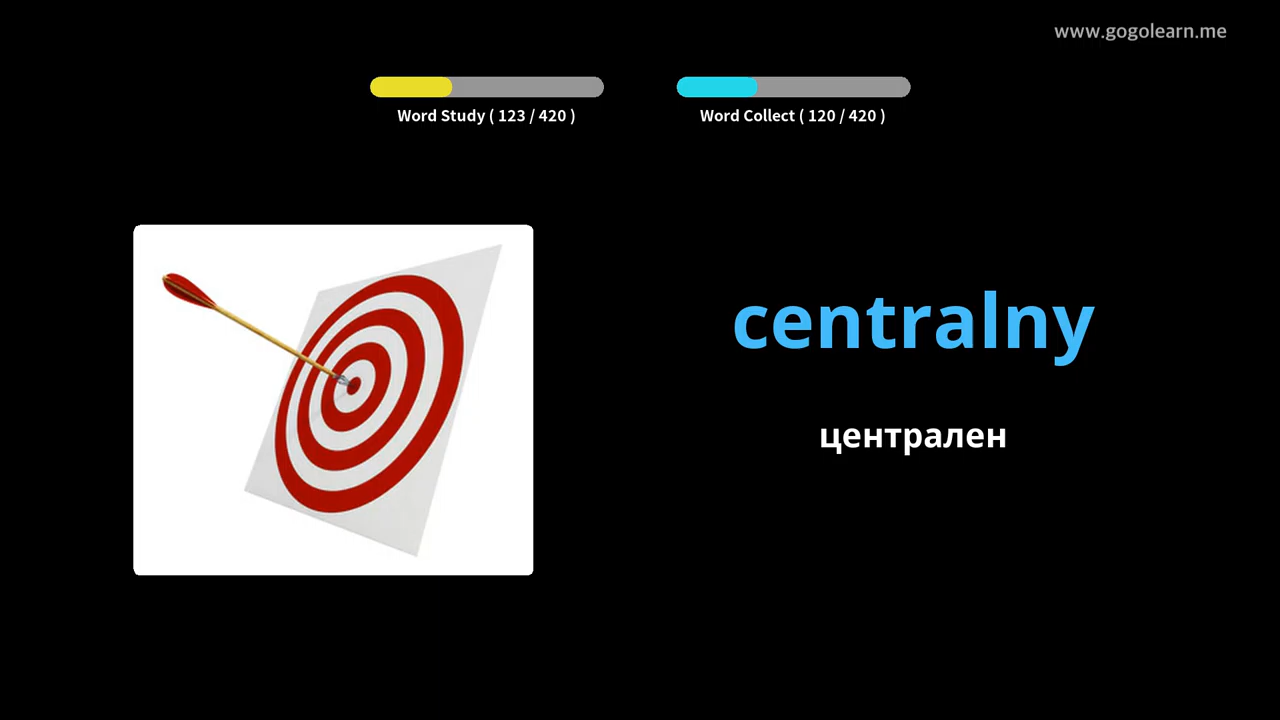 www.gogolearn.me
Word Study ( 123 / 420 )
Word Collect ( 120 / 420 )
centralny
централен